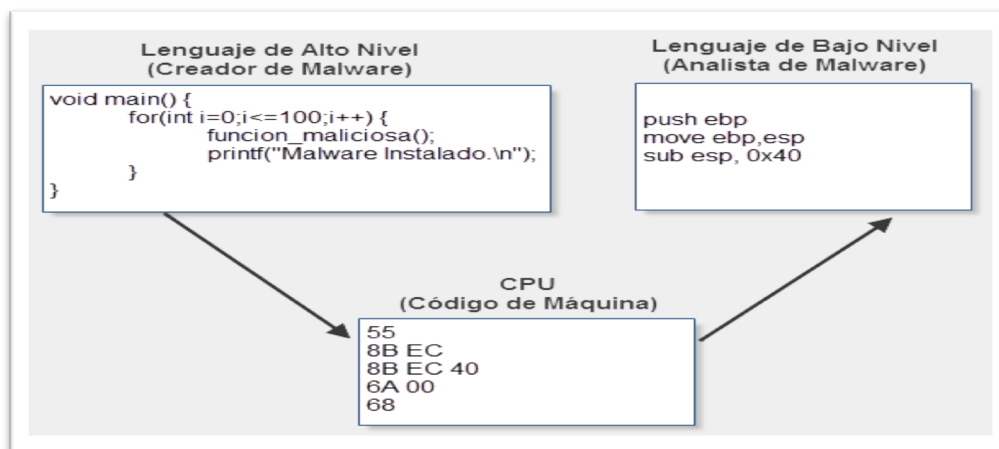 Lenguaje de Alto Nivel
(Creador de Malware)
void main() {
for(int i=0;i<=100;i++) {
funcion_maliciosa();
printf("Malware Instalado.\n");
}
}
Lenguaje de Bajo Nivel
(Analista de Malware)
push ebp
move ebp,esp
sub esp, 0x40
CPU
(Código de Máquina)
55
8B EC
8B EC 40
6A 00
68